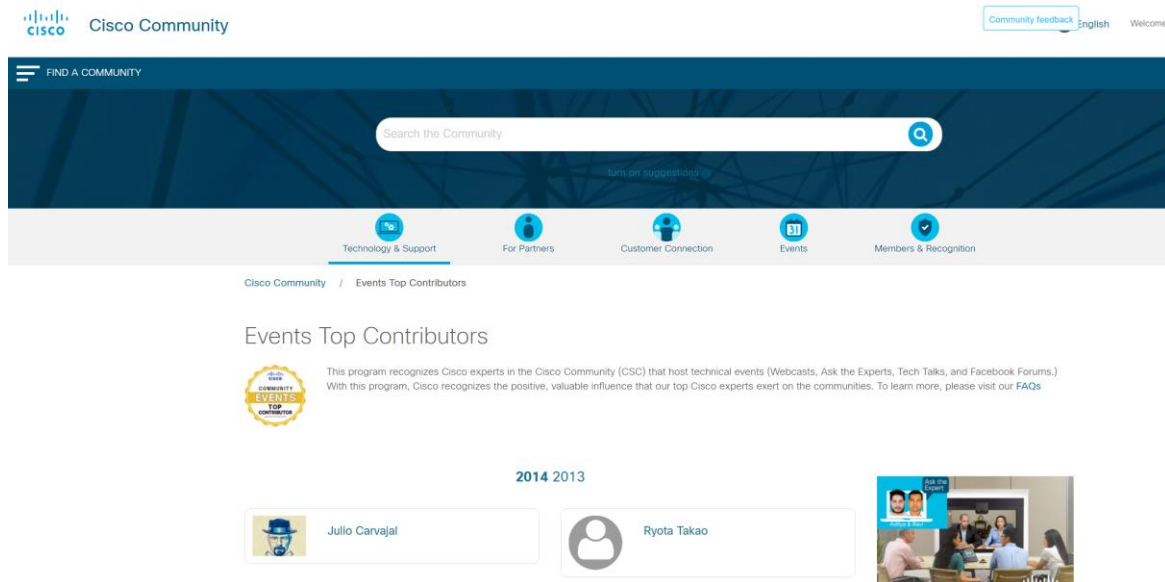 CISCO
Cisco Community
Community feedback
English
Welcome
FIND A COMMUNITY
Search the Community
turn on suggestions
31
Technology & Support
For Partners
Customer Connection
Events
Members & Recognition
Cisco Community / Events Top Contributors
Events Top Contributors
CISCO
COMMUNITY
EVENTS
TOP
CONTRIBUTOR
This program recognizes Cisco experts in the Cisco Community (CSC) that host technical events (Webcasts, Ask the Experts, Tech Talks, and Facebook Forums.)
With this program, Cisco recognizes the positive, valuable influence that our top Cisco experts exert on the communities. To learn more, please visit our FAQs
2014 2013
Ask the
Expert
Aditya & Ravi
Julio Carvajal
Ryota Takao